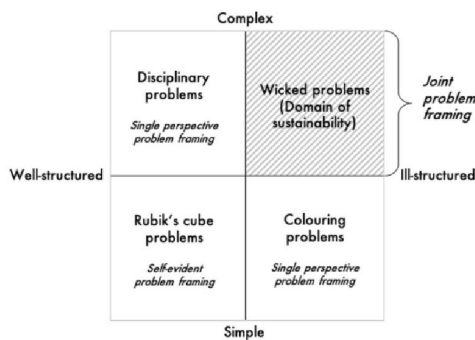 Complex
Disciplinary
problems
Single perspective
problem framing
Wicked problems
(Domain of
sustainability)
Joint
problem
framing
Well-structured
Ill-structured
Rubik's cube
problems
Self-evident
problem framing
Colouring
problems
Single perspective
problem framing
Simple